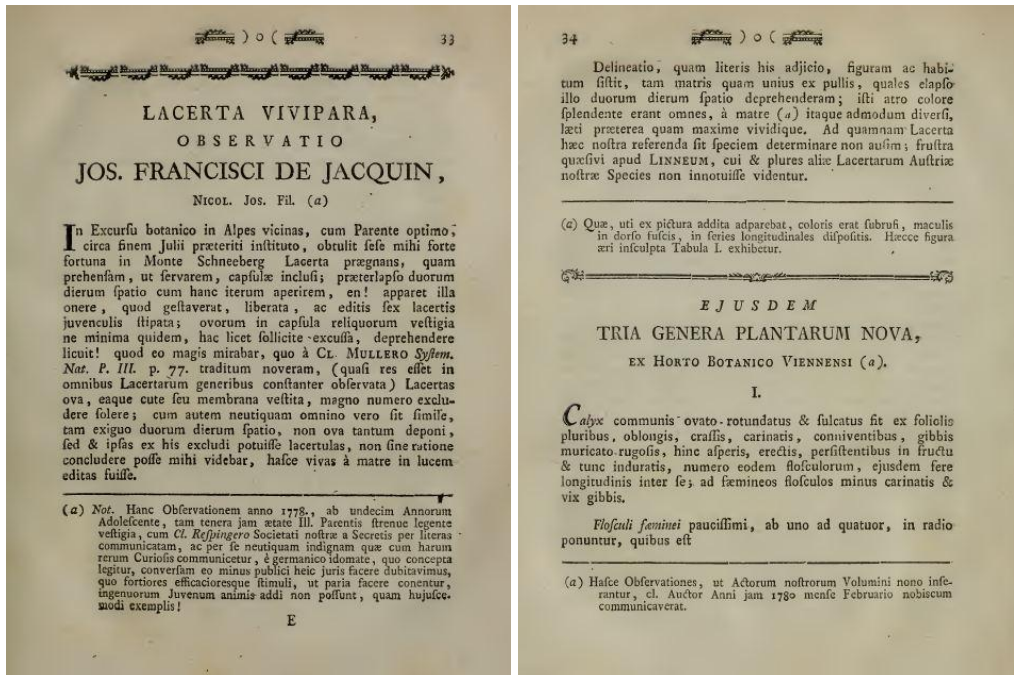 ) o ( 33
LACERTA VIVIPARA,
OBSERVATIO
JOS. FRANCISCI DE JACQUIN,
NICOL. JOS. FIL. (a)
In Excurſu botanico in Alpes vicinas, cum Parente optimo,
circa finem Julii præteriti inſtituto, obtulit ſeſe mihi forte
fortuna in Monte Schneeberg Lacerta prægnans, quam
prehenſam, ut ſervarem, capſulæ incluſi; præterlapſo duorum
dierum ſpatio cum hanc iterum aperirem, en! apparet illa
onere, quod geſtaverat, liberata, ac editis ſex lacertis
juvenculis ſtipata; ovorum in capſula reliquorum veſtigia
ne minima quidem, hac licet ſollicite excuſſa, deprehendere
licuit! quod eo magis mirabar, quo à CL. MULLERO Syſtem.
Nat. P. III. p. 77. traditum noveram, (quaſi res eſſet in
omnibus Lacertarum generibus conſtanter obſervata) Lacertas
ova, eaque cute ſeu membrana veſtita, magno numero exclu-
dere ſolere; cum autem neutiquam omnino vero ſit ſimile,
tam exiguo duorum dierum ſpatio, non ova tantum deponi,
ſed & ipſas ex his excludi potuiſſe lacertulas, non ſine ratione
concludere poſſe mihi videbar, haſce vivas à matre in lucem
editas fuiſſe.
(a) Not. Hanc Obſervationem anno 1778., ab undecim Annorum
Adoleſcente, tam tenera jam ætate Ill. Parentis ſtrenue legente
veſtigia, cum Cl. Reſpingero Societati noſtræ a Secretis per literas
communicatam, ac per ſe neutiquam indignam quæ cum harum
rerum Curioſis communicetur, è germanico idomate, quo concepta
legitur, converſam eo minus publici heic juris facere dubitavimus,
quo fortiores efficacioresque ſtimuli, ut paria facere conentur,
ingenuorum Juvenum animis addi non poſſunt, quam hujuſce-
modi exemplis!
E
34 ) o (
Delineatio, quam literis his adjicio, figuram ac habi-
tum ſiſtit, tam matris quam unius ex pullis, quales elapſo
illo duorum dierum ſpatio deprehenderam; iſti atro colore
ſplendente erant omnes, à matre (a) itaque admodum diverſi,
læti præterea quam maxime vividique. Ad quamnam Lacerta
hæc noſtra referenda ſit ſpeciem determinare non auſim; fruſtra
quæſivi apud LINNEUM, cui & plures aliæ Lacertarum Auſtriæ
noſtræ Species non innotuiſſe videntur.
(a) Quæ, uti ex pictura addita adparebat, coloris erat ſubrufi, maculis
in dorſo fuſcis, in ſeries longitudinales diſpoſitis. Hæcce figura
æri inſculpta Tabula I. exhibetur.
EJUSDEM
TRIA GENERA PLANTARUM NOVA,
EX HORTO BOTANICO VIENNENSI (a).
I.
Calyx communis ovato-rotundatus & ſulcatus fit ex foliolis
pluribus, oblongis, craſſis, carinatis, conniventibus, gibbis
muricato rugoſis, hinc aſperis, erectis, perſiſtentibus in fructu
& tunc induratis, numero eodem floſculorum, ejusdem fere
longitudinis inter ſe; ad fæmineos floſculos minus carinatis &
vix gibbis.
Floſculi fæminei pauciſſimi, ab uno ad quatuor, in radio
ponuntur, quibus eſt
(a) Haſce Obſervationes, ut Actorum noſtrorum Volumini nono inſe-
rantur, cl. Auctor Anni jam 1780 menſe Februario nobiscum
communicaverat.